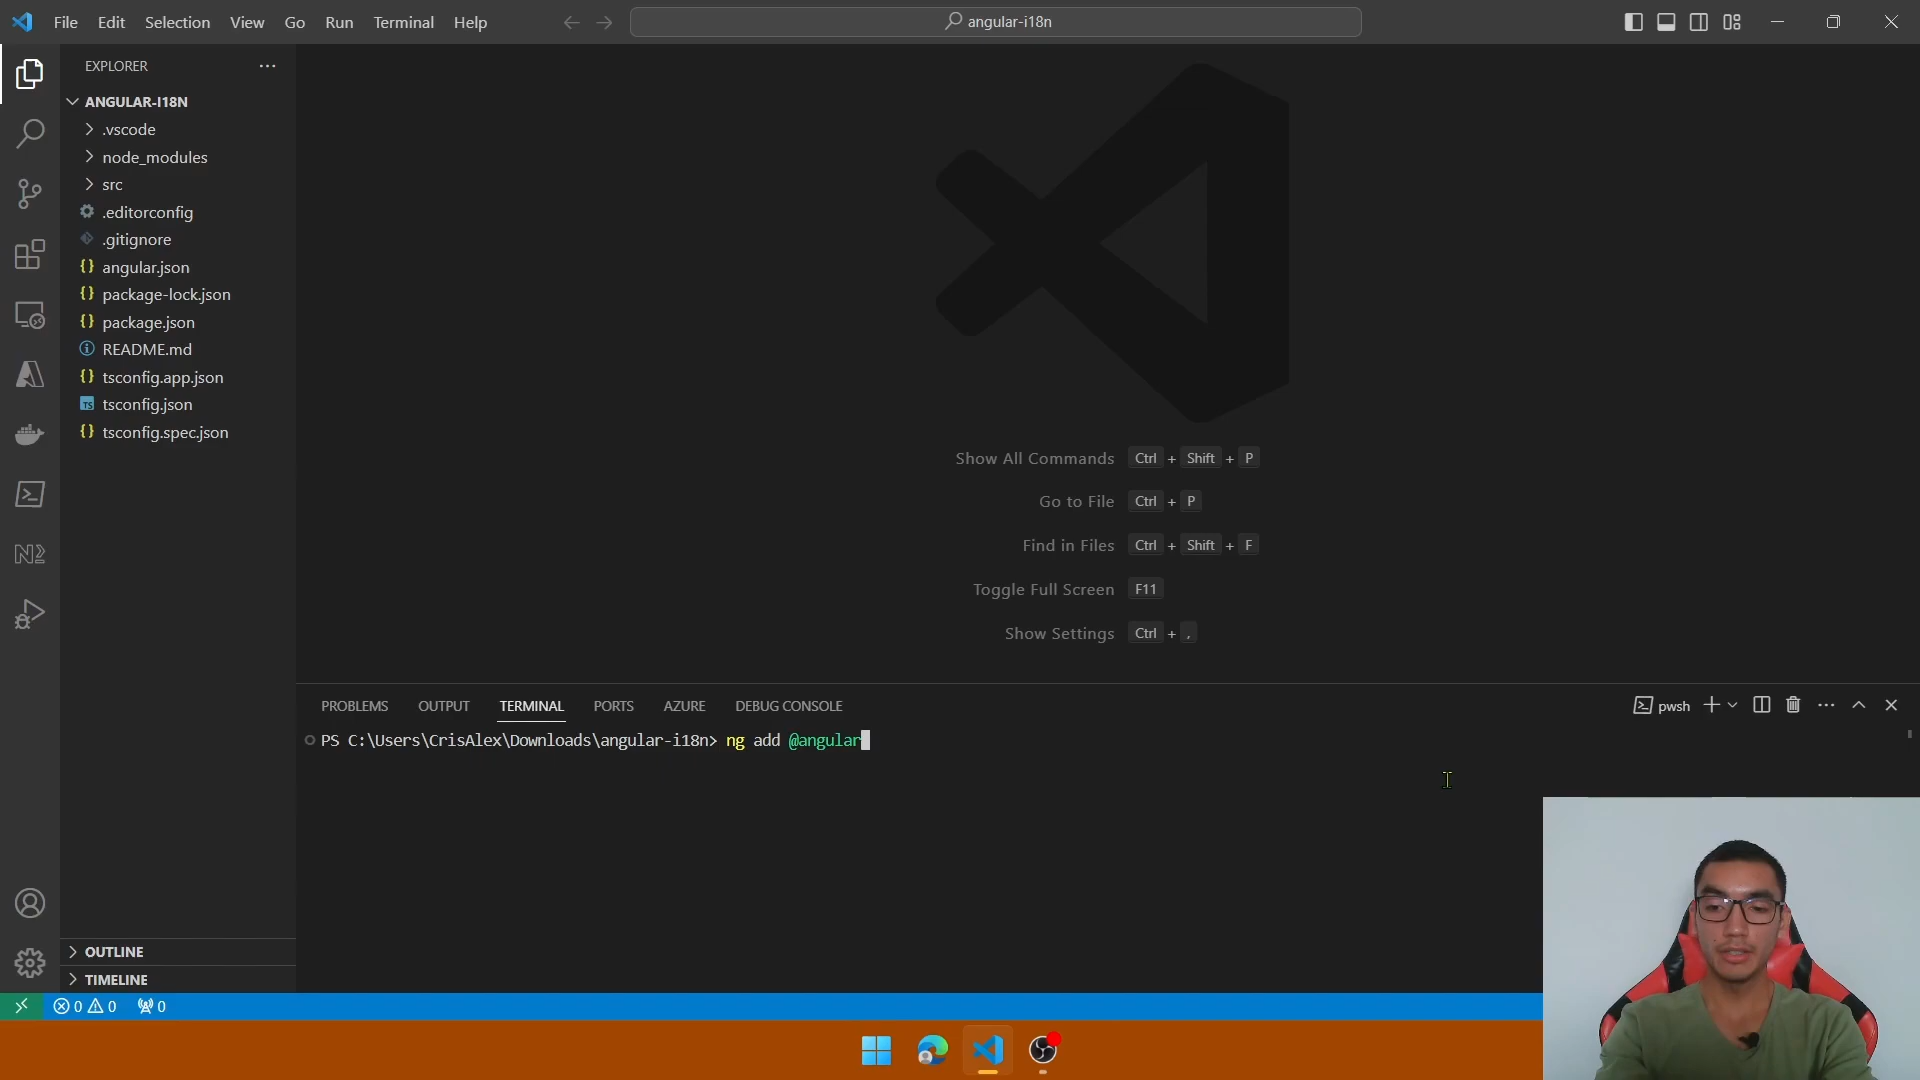 File Edit Selection View Go Run Terminal Help
angular-i18n
EXPLORER
ANGULAR-I18N
.vscode
node_modules
src
.editorconfig
.gitignore
angular.json
package-lock.json
package.json
README.md
tsconfig.app.json
tsconfig.json
tsconfig.spec.json
OUTLINE
TIMELINE
Show All Commands Ctrl + Shift + P
Go to File Ctrl + P
Find in Files Ctrl + Shift + F
Toggle Full Screen F11
Show Settings Ctrl + ,
PROBLEMS OUTPUT TERMINAL PORTS AZURE DEBUG CONSOLE
pwsh
PS C:\Users\CrisAlex\Downloads\angular-i18n> ng add @angular
0 0 0